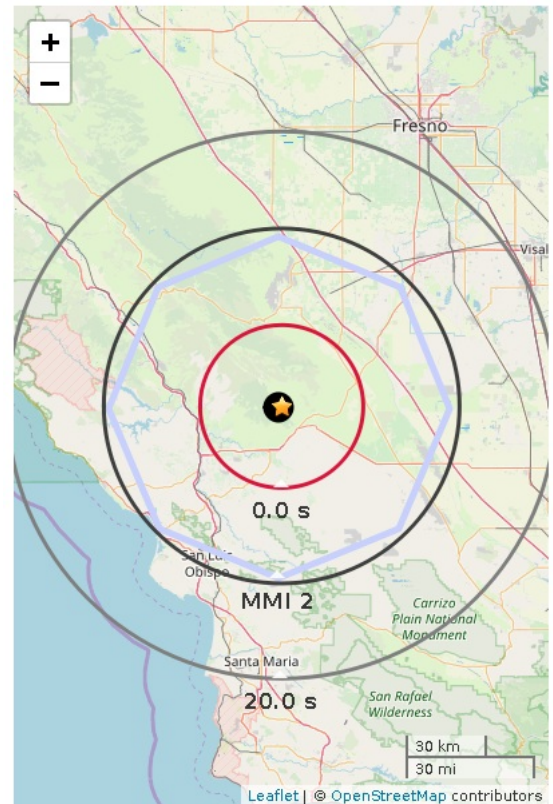 +
−
Fresno
Visal
0.0 s
San Luis
Obispo
MMI 2
Carrizo
Plain National
Monument
Santa Maria
20.0 s
San Rafael
Wilderness
30 km
30 mi
Leaflet | © OpenStreetMap contributors